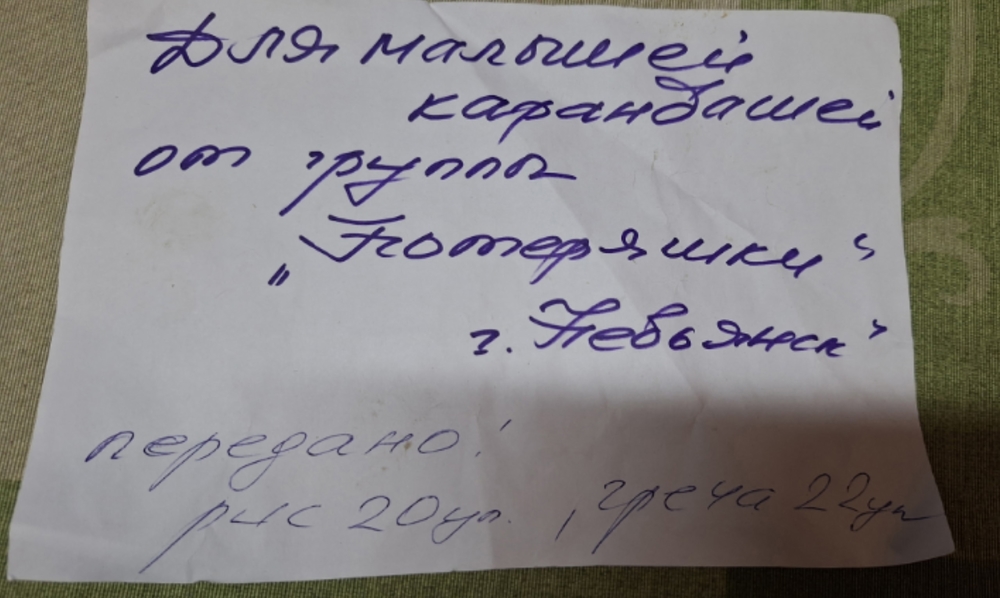 Для малышей
карандашей
от группы
"Потеряшки"
г. Невьянск"
передано!
рис 20уп., греча 22уп